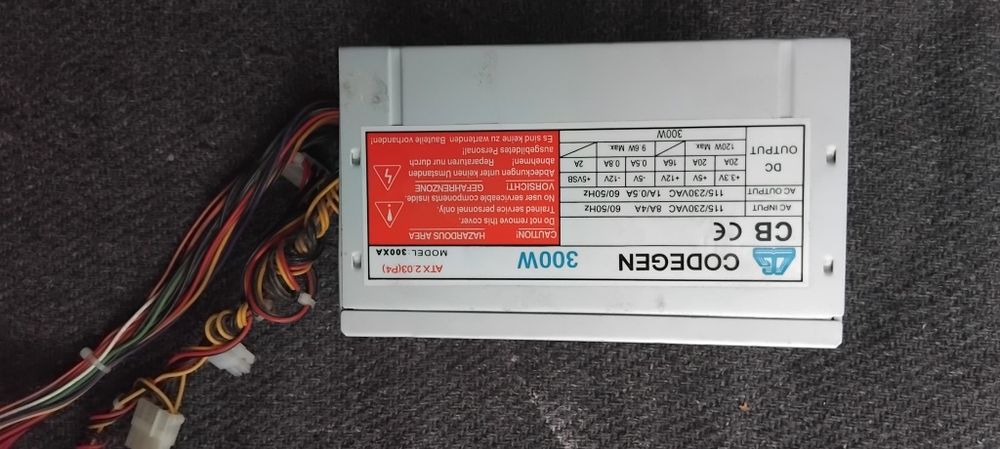 CODEGEN 300W
ATX 2.03(P4)
MODEL 300XA
CB CE
AC INPUT 115/230VAC 8A/4A 60/50Hz
AC OUTPUT 115/230VAC 1A/0.5A 60/50Hz
DC OUTPUT
+3.3V +5V +12V -5V -12V +5VSB
20A 20A 16A 0.5A 0.8A 2A
120W Max 9.6W Max
300W
CAUTION! HAZARDOUS AREA
Do not remove this cover.
Trained service personnel only.
No user serviceable components inside.
VORSICHT! GEFAHRENZONE
Abdeckungen unter keinen Umständen
abnehmen! Reparaturen nur durch
ausgebildetes Personal!
Es sind keine zu wartenden Bauteile vorhanden!